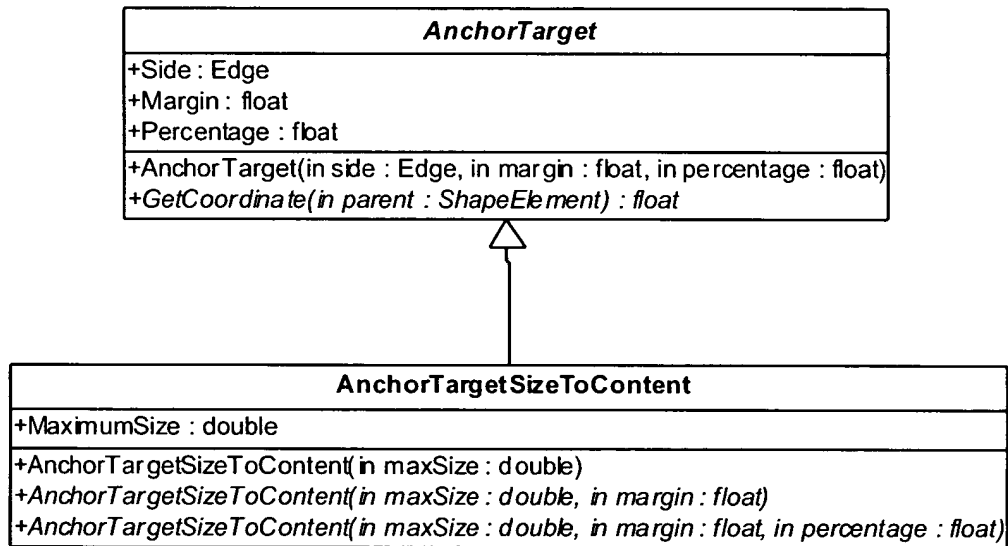 AnchorTarget
+Side : Edge
+Margin : float
+Percentage : float
+AnchorTarget(in side : Edge, in margin : float, in percentage : float)
+GetCoordinate(in parent : ShapeElement) : float
AnchorTargetSizeToContent
+MaximumSize : double
+AnchorTargetSizeToContent(in maxSize : double)
+AnchorTargetSizeToContent(in maxSize : double, in margin : float)
+AnchorTargetSizeToContent(in maxSize : double, in margin : float, in percentage : float)